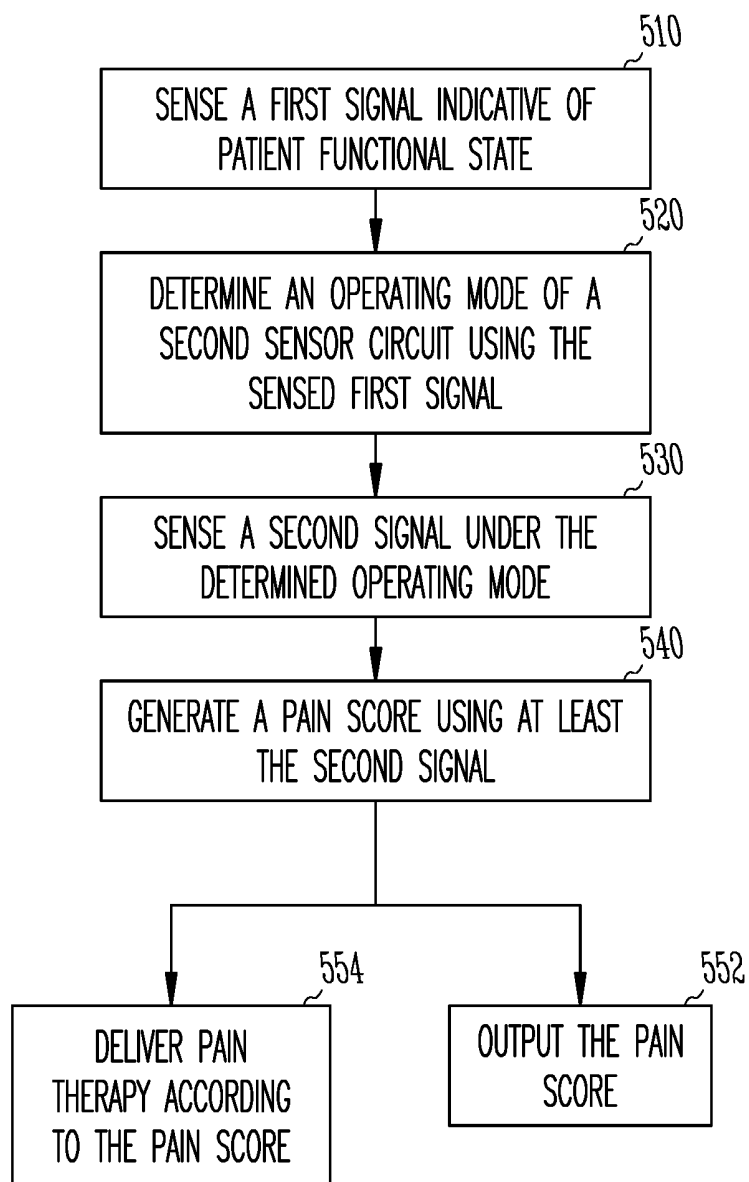 510
SENSE A FIRST SIGNAL INDICATIVE OF
PATIENT FUNCTIONAL STATE
520
DETERMINE AN OPERATING MODE OF A
SECOND SENSOR CIRCUIT USING THE
SENSED FIRST SIGNAL
530
SENSE A SECOND SIGNAL UNDER THE
DETERMINED OPERATING MODE
540
GENERATE A PAIN SCORE USING AT LEAST
THE SECOND SIGNAL
554
DELIVER PAIN
THERAPY ACCORDING
TO THE PAIN SCORE
552
OUTPUT THE PAIN
SCORE